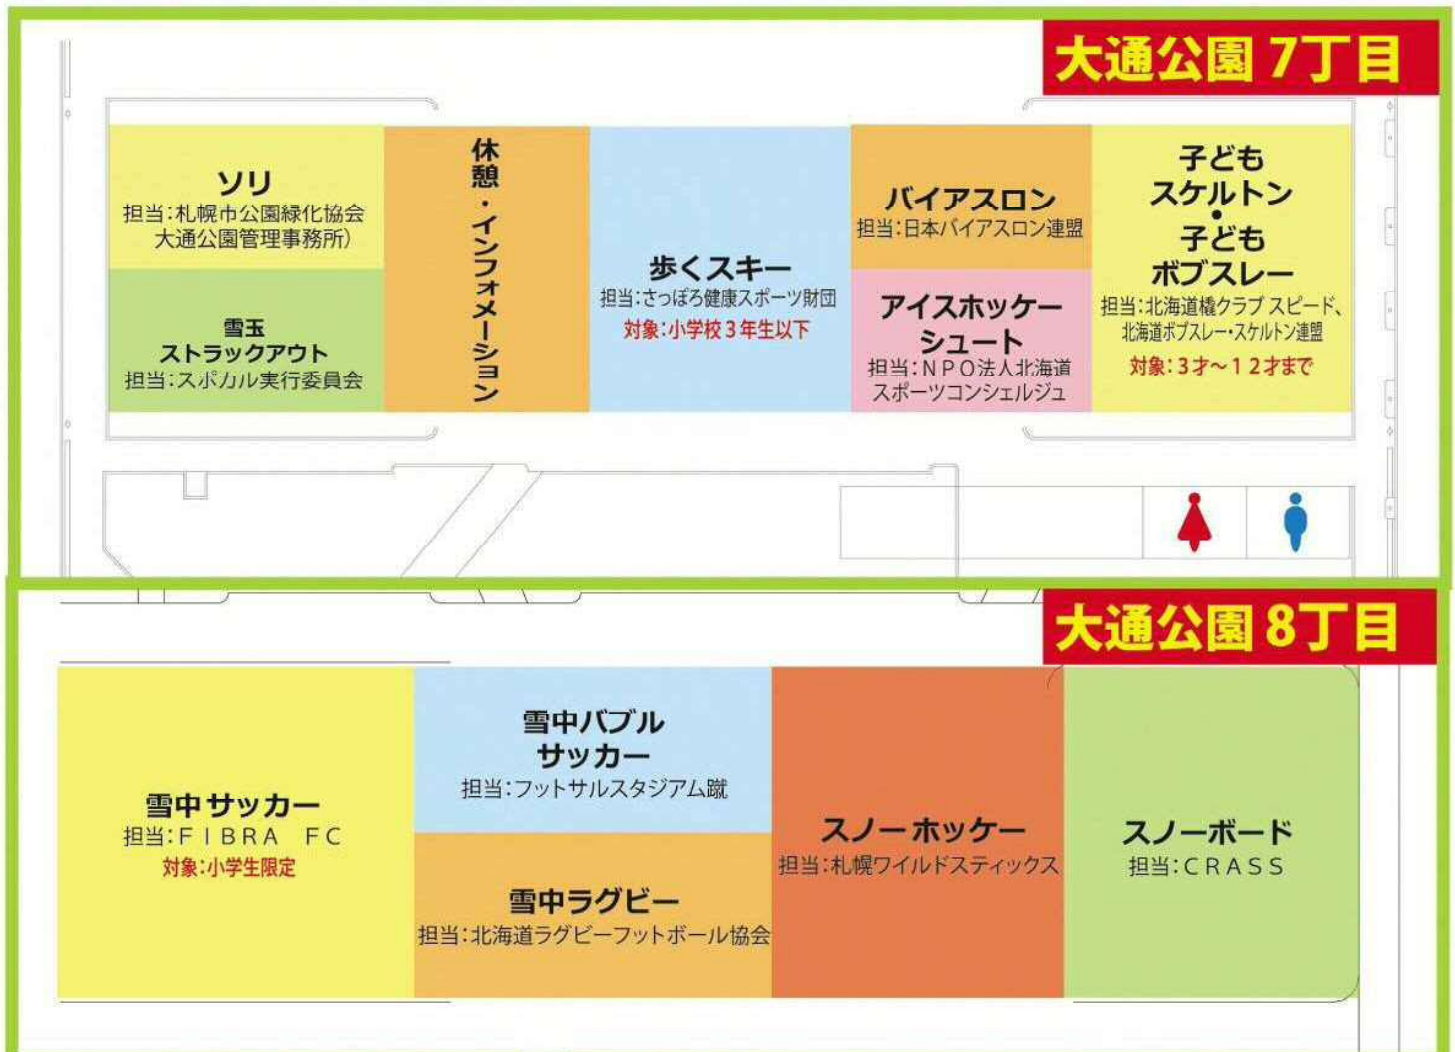 大通公園 7丁目
ソリ
担当:札幌市公園緑化協会
大通公園管理事務所)
雪玉
ストラックアウト
担当:スポカル実行委員会
休憩・インフォメーション
歩くスキー
担当:さっぽろ健康スポーツ財団
対象:小学校3年生以下
バイアスロン
担当:日本バイアスロン連盟
アイスホッケー
シュート
担当:NPO法人北海道
スポーツコンシェルジュ
子ども
スケルトン
・
子ども
ボブスレー
担当:北海道橇クラブ スピード、
北海道ボブスレー・スケルトン連盟
対象:3才～12才まで
大通公園 8丁目
雪中サッカー
担当:FIBRA FC
対象:小学生限定
雪中バブル
サッカー
担当:フットサルスタジアム蹴
雪中ラグビー
担当:北海道ラグビーフットボール協会
スノーホッケー
担当:札幌ワイルドスティックス
スノーボード
担当:CRASS